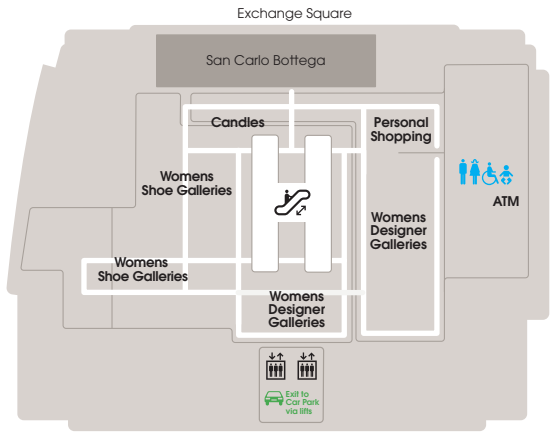 Exchange Square
San Carlo Bottega
Candles
Personal
Shopping
Womens
Shoe Galleries
ATM
Womens
Designer
Galleries
Womens
Shoe Galleries
Womens
Designer
Galleries
Exit to
Car Park
via lifts